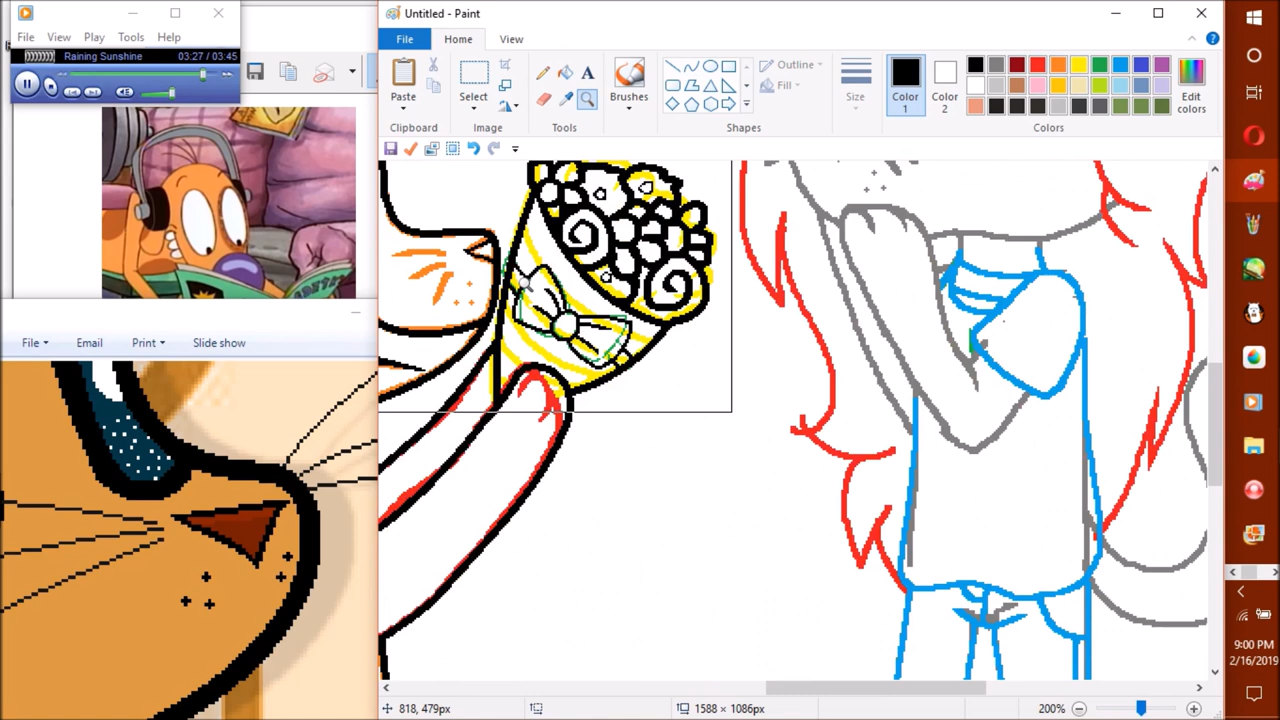 File View Play Tools Help
Raining Sunshine 03:27 / 03:45
File Email Print Slide show
Untitled - Paint
File Home View
Paste Select Brushes Outline Fill Size Color 1 Color 2 Edit colors
Clipboard Image Tools Shapes Colors
818, 479px 1588 × 1086px 200%
9:00 PM
2/16/2019